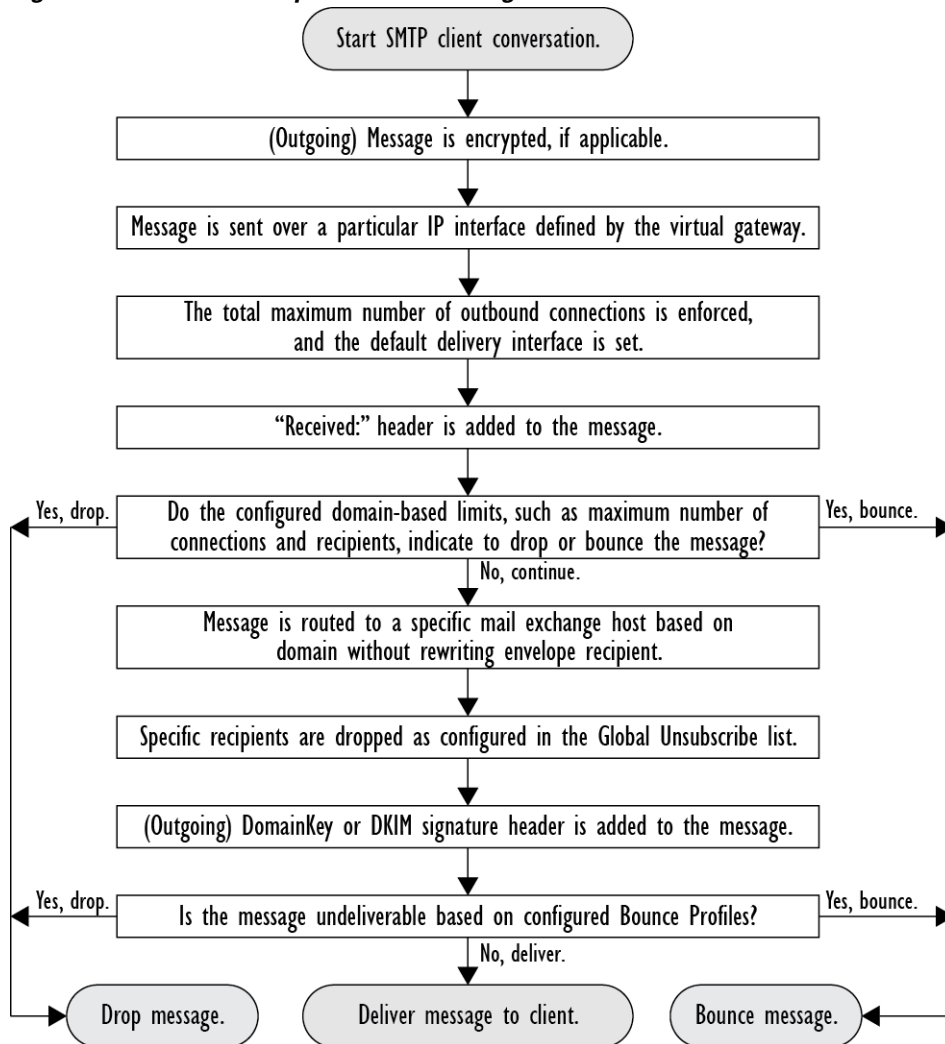 Start SMTP client conversation.
(Outgoing) Message is encrypted, if applicable.
Message is sent over a particular IP interface defined by the virtual gateway.
The total maximum number of outbound connections is enforced,
and the default delivery interface is set.
“Received:” header is added to the message.
Yes, drop.
Do the configured domain-based limits, such as maximum number of
connections and recipients, indicate to drop or bounce the message?
Yes, bounce.
No, continue.
Message is routed to a specific mail exchange host based on
domain without rewriting envelope recipient.
Specific recipients are dropped as configured in the Global Unsubscribe list.
(Outgoing) DomainKey or DKIM signature header is added to the message.
Yes, drop.
Is the message undeliverable based on configured Bounce Profiles?
Yes, bounce.
No, deliver.
Drop message.
Deliver message to client.
Bounce message.